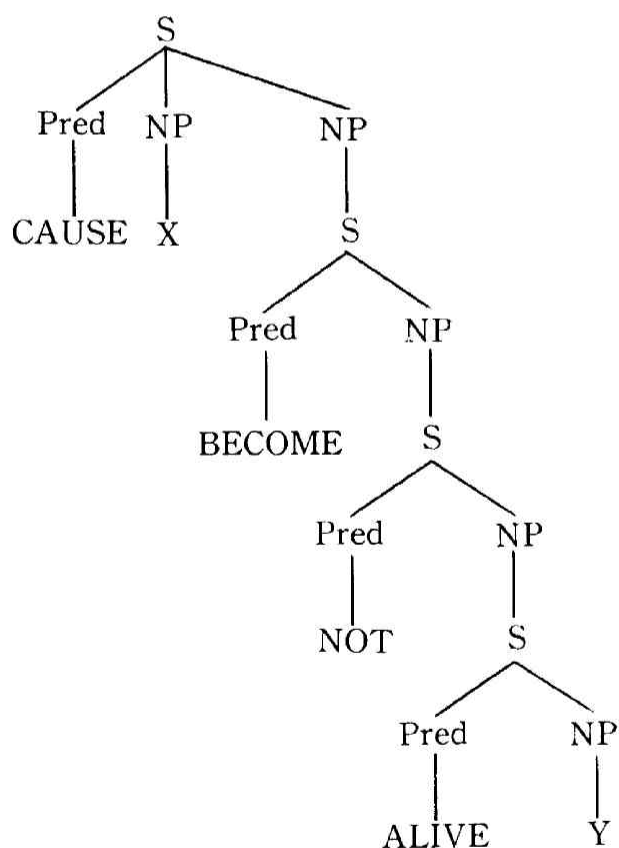 S
Pred NP NP
CAUSE X S
Pred NP
BECOME S
Pred NP
NOT S
Pred NP
ALIVE Y